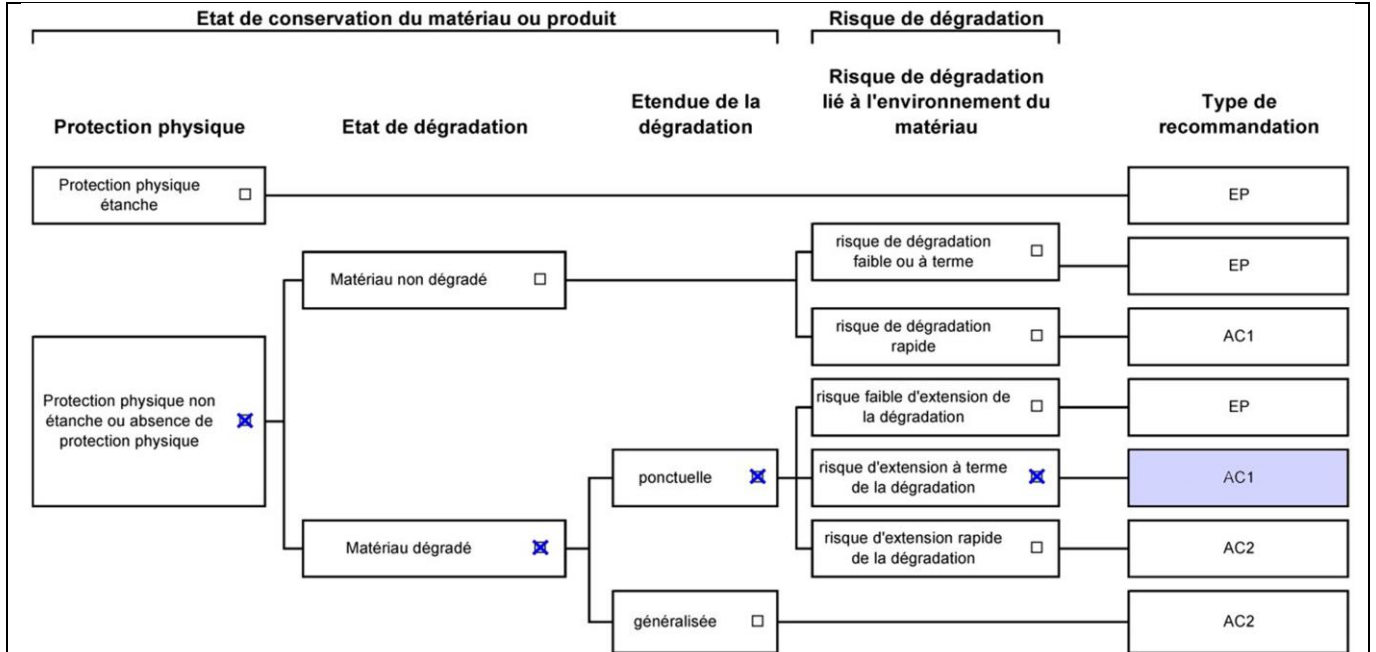 Etat de conservation du matériau ou produit
Risque de dégradation
Protection physique
Etat de dégradation
Etendue de la
dégradation
Risque de dégradation
lié à l'environnement du
matériau
Type de
recommandation
Protection physique
étanche
EP
Matériau non dégradé
risque de dégradation
faible ou à terme
EP
risque de dégradation
rapide
AC1
Protection physique non
étanche ou absence de
protection physique
risque faible d'extension de
la dégradation
EP
ponctuelle
risque d'extension à terme
de la dégradation
AC1
Matériau dégradé
risque d'extension rapide
de la dégradation
AC2
généralisée
AC2